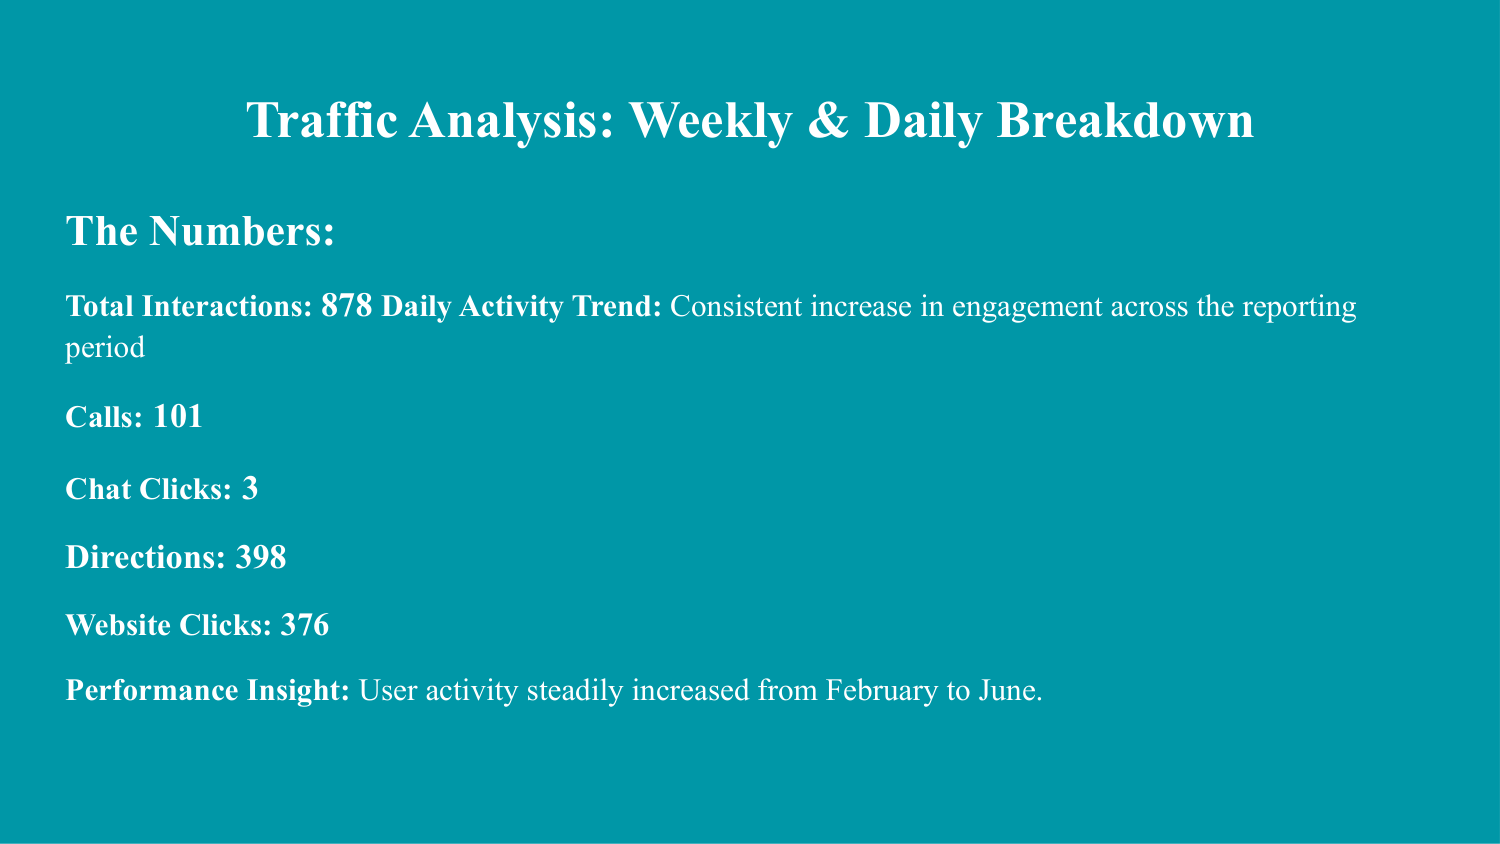 Traffic Analysis: Weekly & Daily Breakdown
The Numbers:
Total Interactions: 878 Daily Activity Trend: Consistent increase in engagement across the reporting
period
Calls: 101
Chat Clicks: 3
Directions: 398
Website Clicks: 376
Performance Insight: User activity steadily increased from February to June.